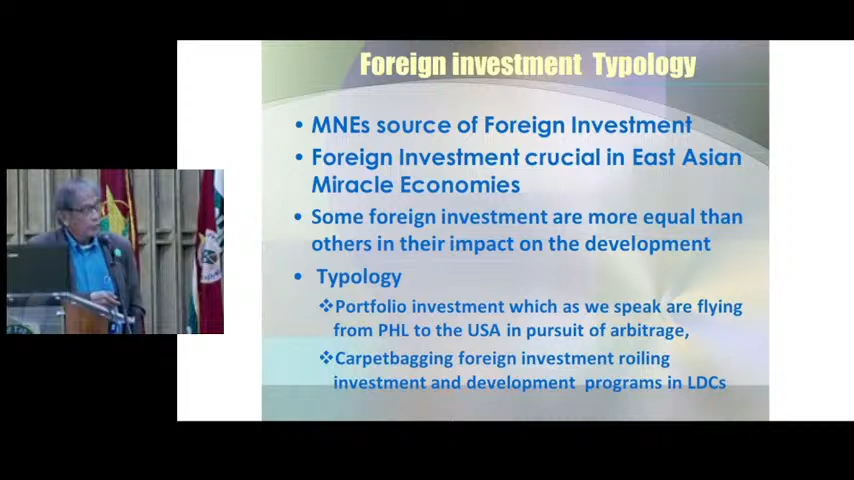 Foreign investment Typology
• MNEs source of Foreign Investment
• Foreign Investment crucial in East Asian
Miracle Economies
• Some foreign investment are more equal than
others in their impact on the development
• Typology
❖Portfolio investment which as we speak are flying
from PHL to the USA in pursuit of arbitrage,
❖Carpetbagging foreign investment roiling
investment and development programs in LDCs